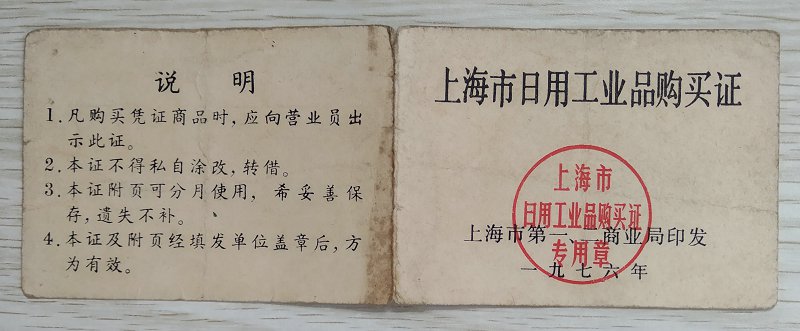 说 明
1.凡购买凭证商品时,应向营业员出
示此证。
2.本证不得私自涂改,转借。
3.本证附页可分月使用,希妥善保
存,遗失不补。
4.本证及附页经填发单位盖章后,方
为有效。
上海市日用工业品购买证
上海市
日用工业品购买证
专用章
上海市第一、二商业局印发
一九七六年